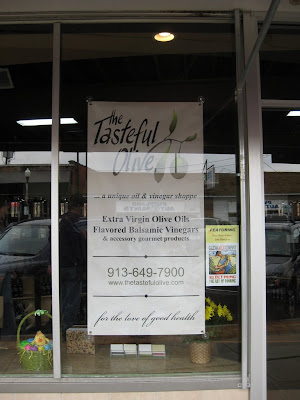 the
Tasteful
Olive
... a unique oil & vinegar shoppe
Extra Virgin Olive Oils
Flavored Balsamic Vinegars
& accessory gourmet products
913-649-7900
www.thetastefulolive.com
for the love of good health
FEATURING